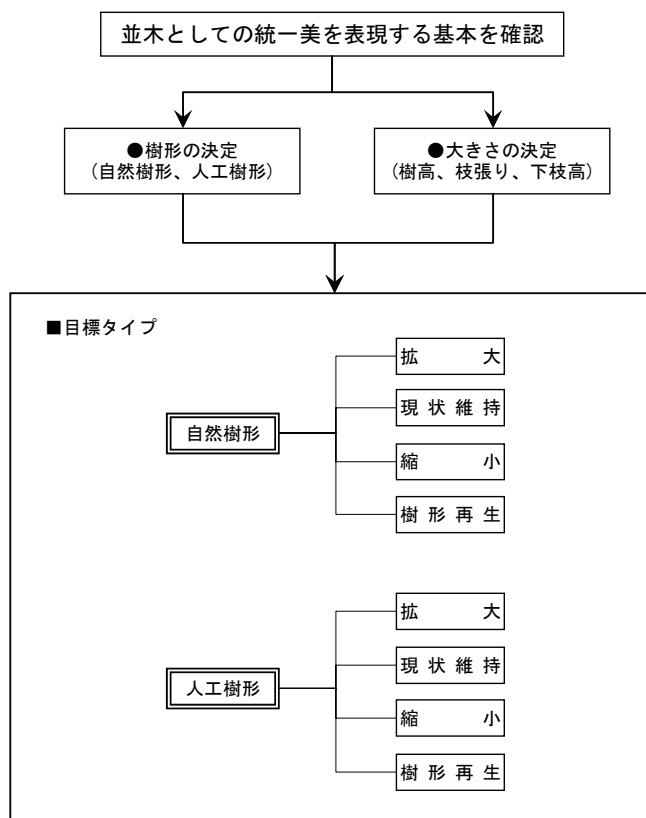 並木としての統一美を表現する基本を確認
●樹形の決定
(自然樹形、人工樹形)
●大きさの決定
(樹高、枝張り、下枝高)
■目標タイプ
自然樹形
拡大
現状維持
縮小
樹形再生
人工樹形
拡大
現状維持
縮小
樹形再生